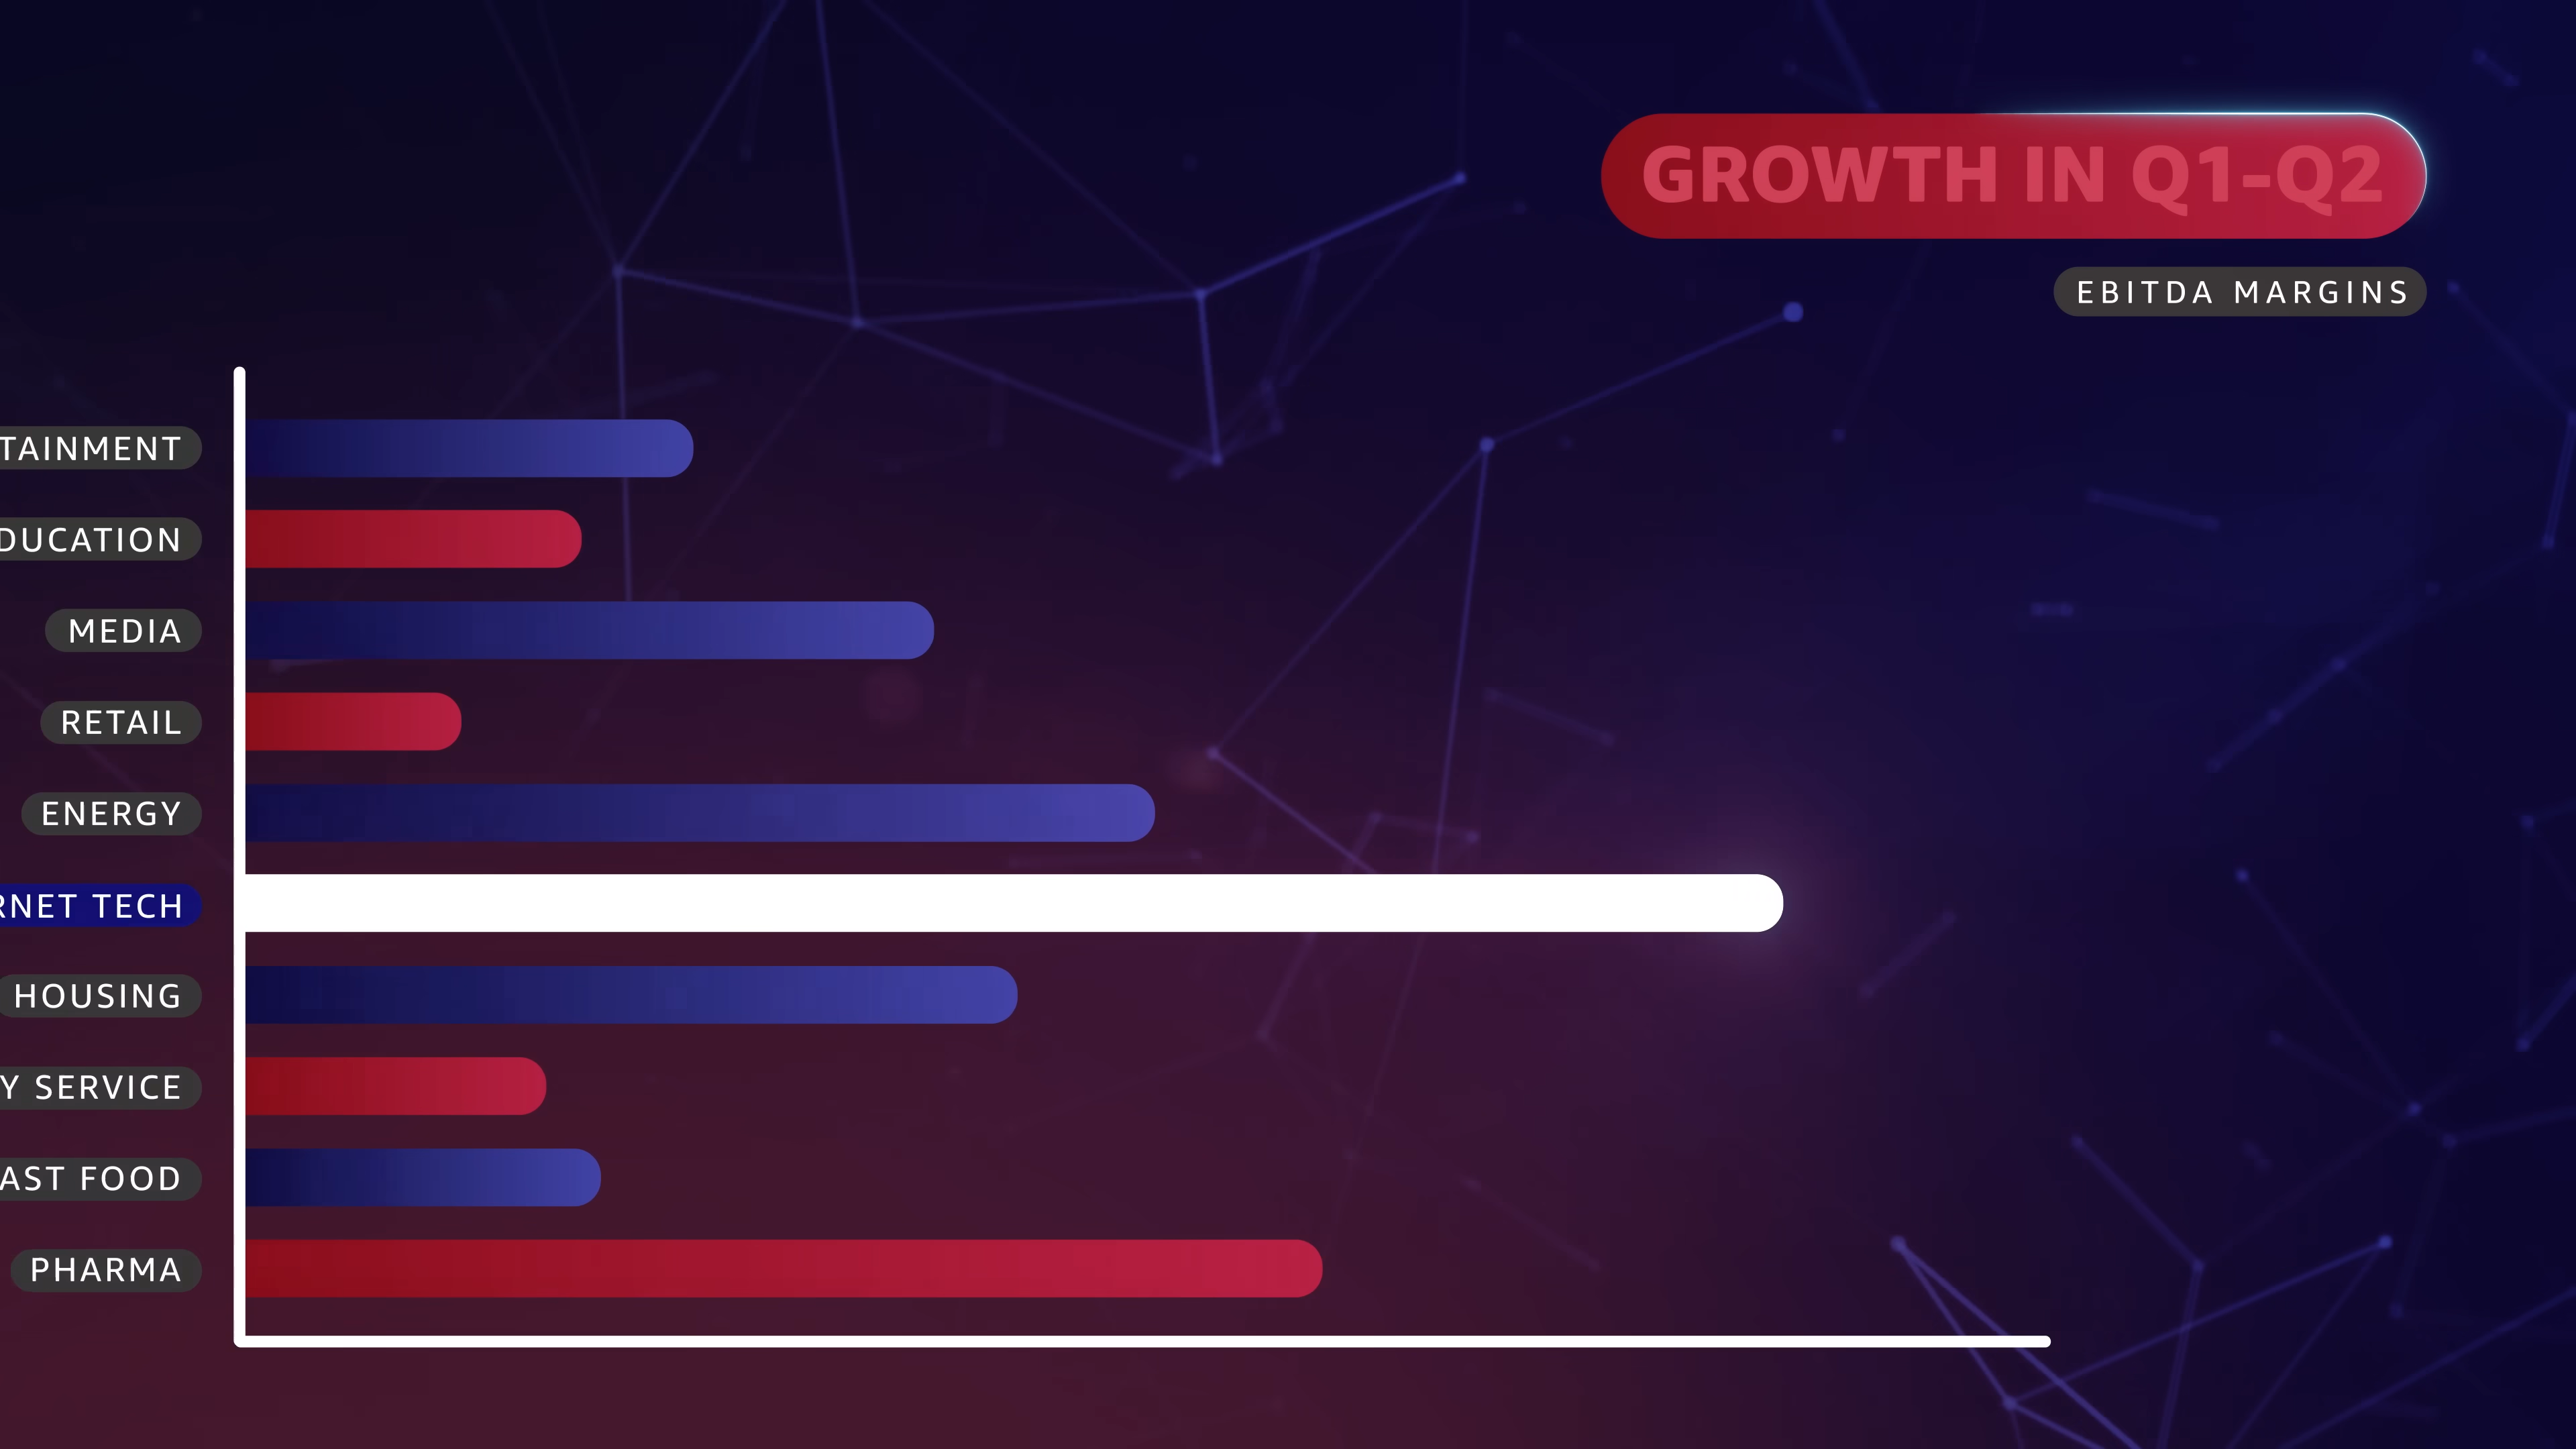 GROWTH IN Q1-Q2
EBITDA MARGINS
TAINMENT
DUCATION
MEDIA
RETAIL
ENERGY
RNET TECH
HOUSING
Y SERVICE
AST FOOD
PHARMA